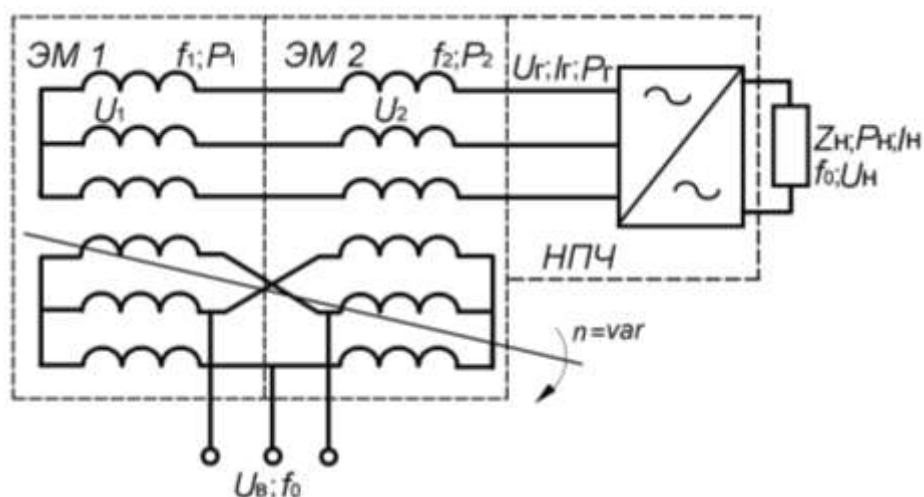 ЭМ 1
f₁;P₁
ЭМ 2
f₂;P₂
Uг;Iг;Pг
U₁
U₂
Zн;Pн;Iн
f₀;Uн
НПЧ
n=var
Uв;f₀